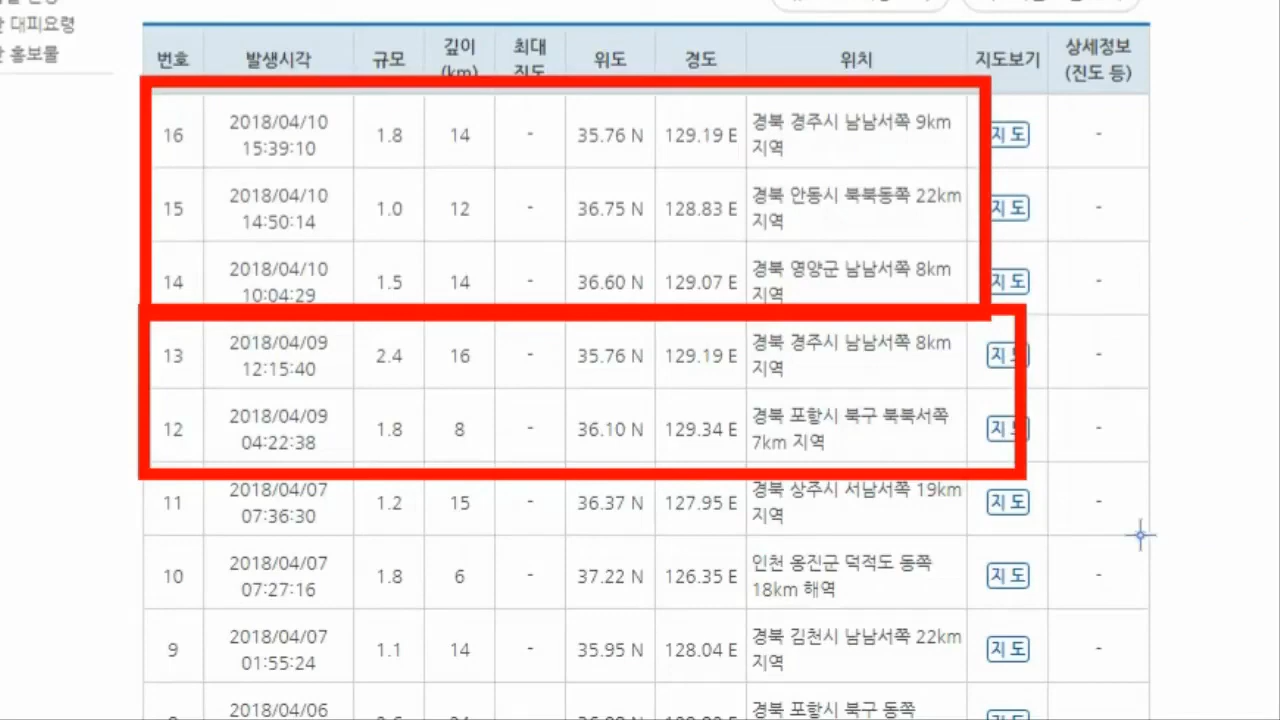 대피요령
홍보물
번호 발생시각 규모 깊이 (km) 최대 진도 위도 경도 위치 지도보기 상세정보 (진도 등)
16 2018/04/10 15:39:10 1.8 14 - 35.76 N 129.19 E 경북 경주시 남남서쪽 9km 지역 지도 -
15 2018/04/10 14:50:14 1.0 12 - 36.75 N 128.83 E 경북 안동시 북북동쪽 22km 지역 지도 -
14 2018/04/10 10:04:29 1.5 14 - 36.60 N 129.07 E 경북 영양군 남남서쪽 8km 지역 지도 -
13 2018/04/09 12:15:40 2.4 16 - 35.76 N 129.19 E 경북 경주시 남남서쪽 8km 지역 지도 -
12 2018/04/09 04:22:38 1.8 8 - 36.10 N 129.34 E 경북 포항시 북구 북북서쪽 7km 지역 지도 -
11 2018/04/07 07:36:30 1.2 15 - 36.37 N 127.95 E 경북 상주시 서남서쪽 19km 지역 지도 -
10 2018/04/07 07:27:16 1.8 6 - 37.22 N 126.35 E 인천 옹진군 덕적도 동쪽 18km 해역 지도 -
9 2018/04/07 01:55:24 1.1 14 - 35.95 N 128.04 E 경북 김천시 남남서쪽 22km 지역 지도 -
2018/04/06 경북 포항시 북구 동쪽